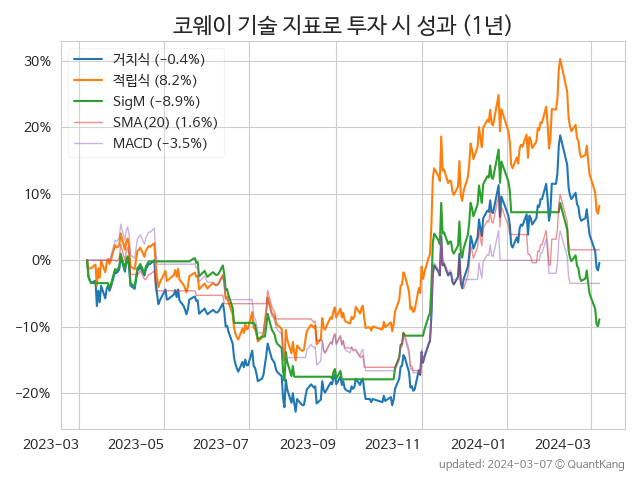 코웨이 기술 지표로 투자 시 성과 (1년)
거치식 (−0.4%)
적립식 (8.2%)
SigM (−8.9%)
SMA(20) (1.6%)
MACD (−3.5%)
30%
20%
10%
0%
−10%
−20%
2023−03
2023−05
2023−07
2023−09
2023−11
2024−01
2024−03
updated: 2024−03−07 © QuantKang